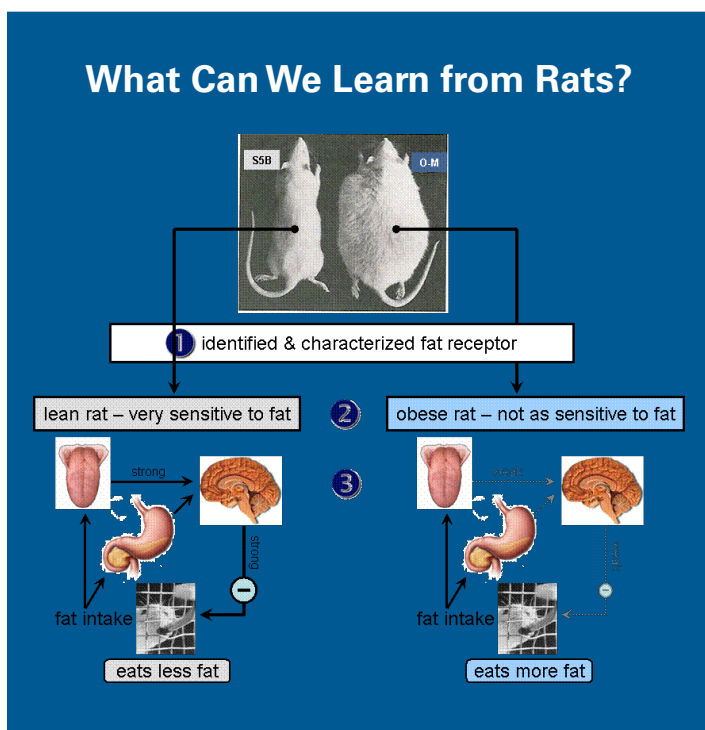 What Can We Learn from Rats?
S5B
O-M
1 identified & characterized fat receptor
lean rat – very sensitive to fat
2
obese rat – not as sensitive to fat
3
strong
strong
fat intake
eats less fat
weak
weak
fat intake
eats more fat